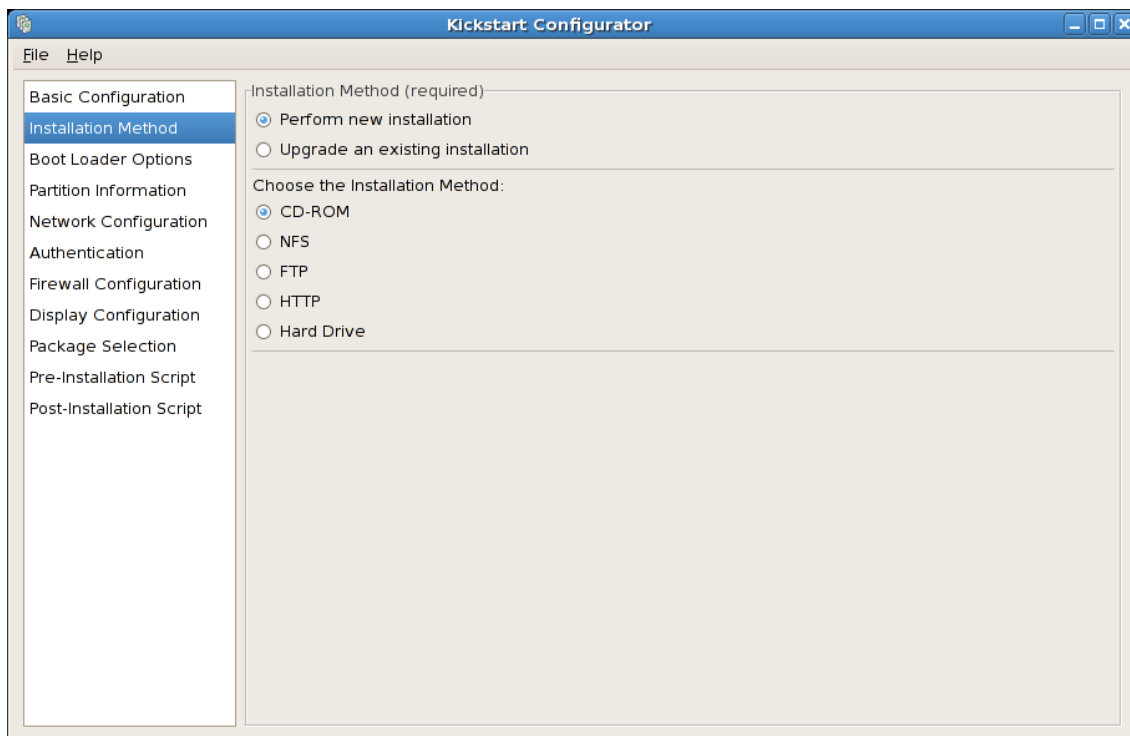 Kickstart Configurator
File Help
Basic Configuration
Installation Method
Boot Loader Options
Partition Information
Network Configuration
Authentication
Firewall Configuration
Display Configuration
Package Selection
Pre-Installation Script
Post-Installation Script
Installation Method (required)
Perform new installation
Upgrade an existing installation
Choose the Installation Method:
CD-ROM
NFS
FTP
HTTP
Hard Drive